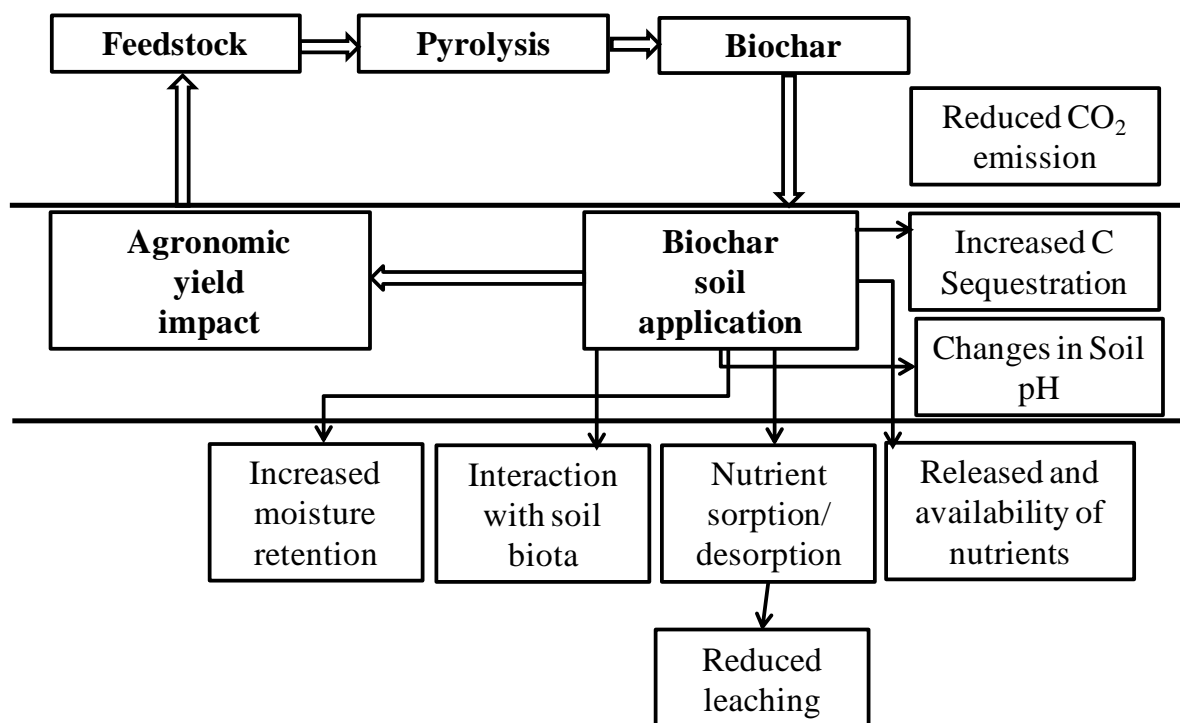 Feedstock
Pyrolysis
Biochar
Reduced CO₂
emission
Agronomic
yield
impact
Biochar
soil
application
Increased C
Sequestration
Changes in Soil
pH
Increased
moisture
retention
Interaction
with soil
biota
Nutrient
sorption/
desorption
Released and
availability of
nutrients
Reduced
leaching